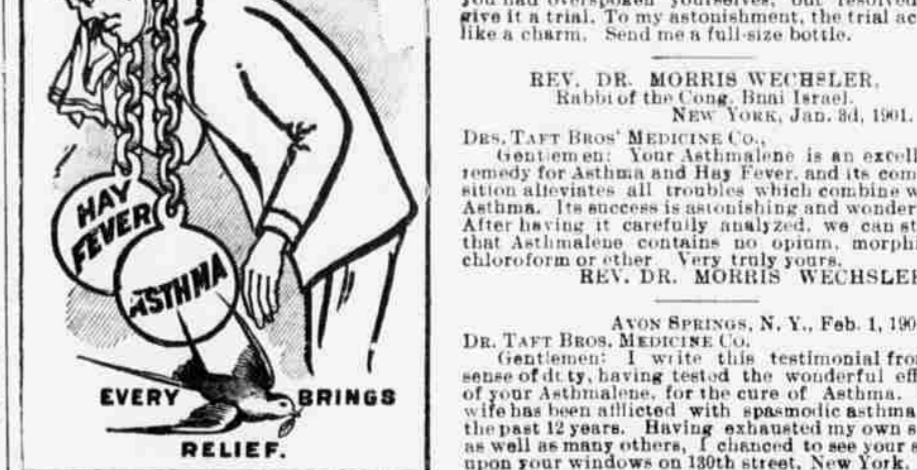 HAY
FEVER
ASTHMA
EVERY BRINGS
RELIEF.
you had overspoken yourselves, but resolved
give it a trial. To my astonishment, the trial ac
like a charm. Send me a full-size bottle.
REV. DR. MORRIS WECHSLER,
Rabbi of the Cong. Bnai Israel.
NEW YORK, Jan. 3d, 1901.
DRS. TAFT BROS' MEDICINE CO.,
Gentlemen: Your Asthmalene is an excell
remedy for Asthma and Hay Fever, and its com
sition alleviates all troubles which combine w
Asthma. Its success is astonishing and wonder
After having it carefully analyzed, we can st
that Asthmalene contains no opium, morphi
chloroform or ether. Very truly yours.
REV. DR. MORRIS WECHSLE
AVON SPRINGS, N. Y., Feb. 1, 190
DR. TAFT BROS. MEDICINE CO.
Gentlemen: I write this testimonial fro
sense of duty, having tested the wonderful eff
of your Asthmalene, for the cure of Asthma.
wife has been afflicted with spasmodic asthma
the past 12 years. Having exhausted my own s
as well as many others, I chanced to see your s
upon your windows on 130th street, New York.